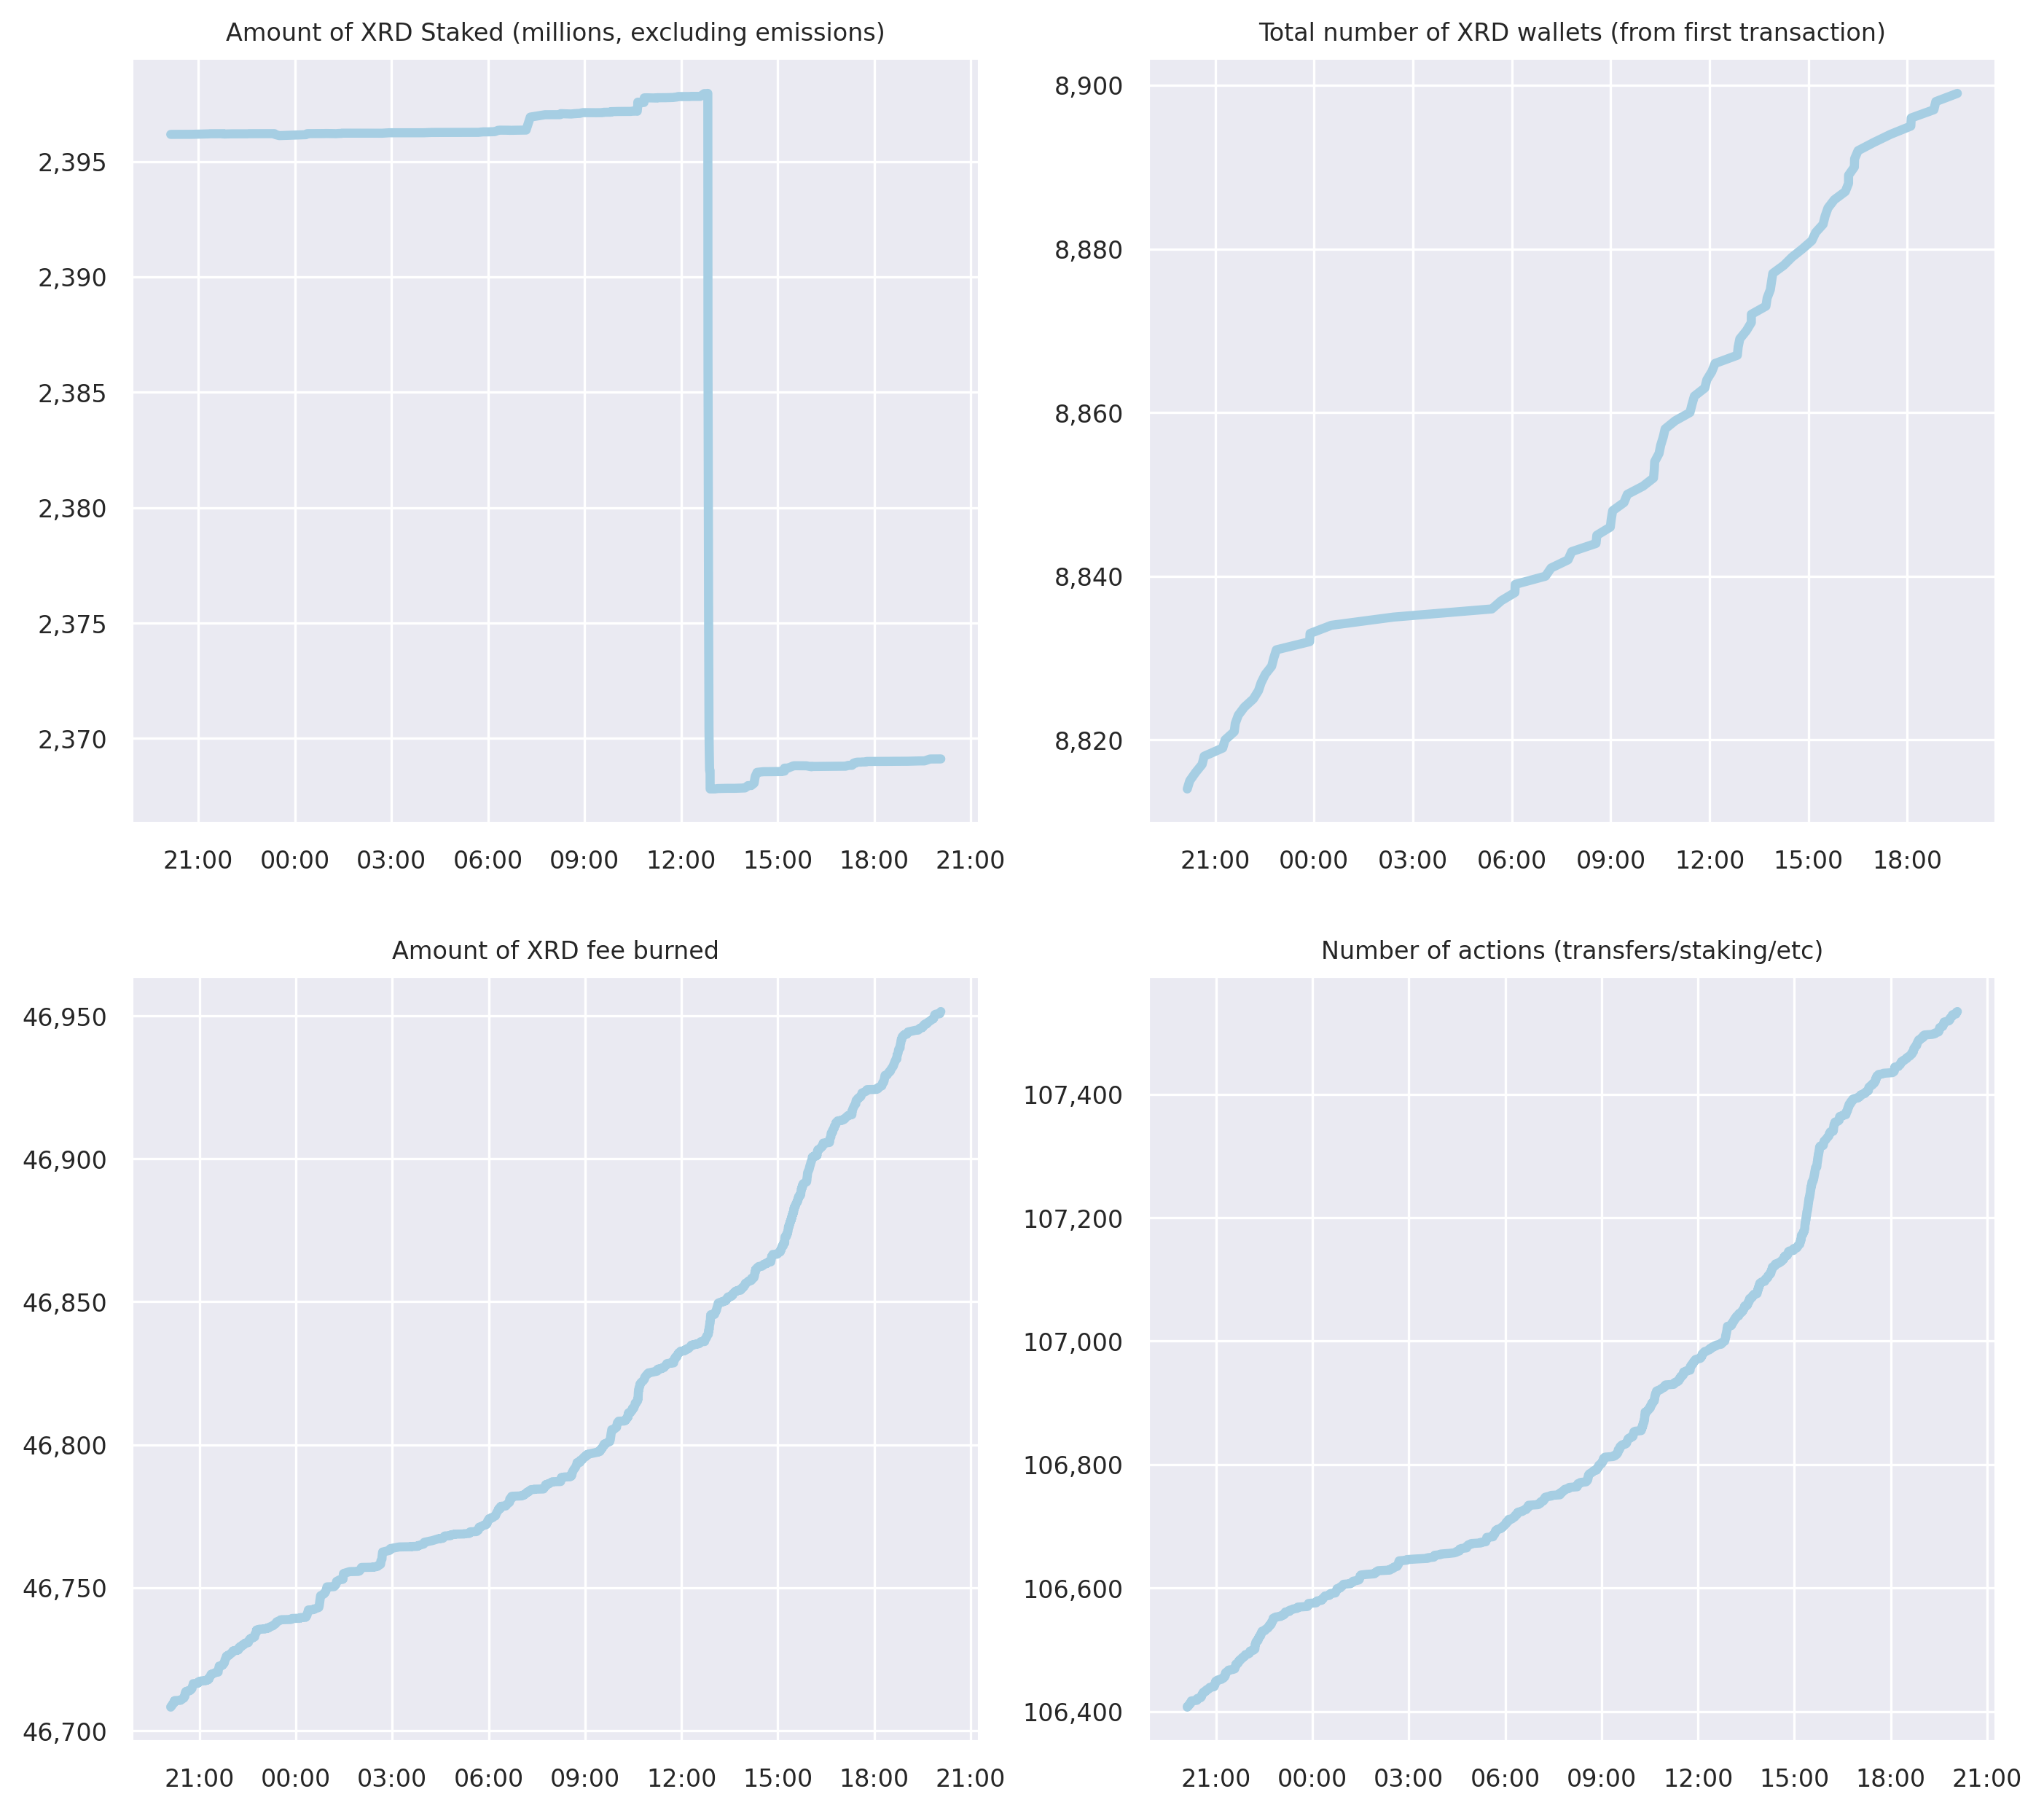 Amount of XRD Staked (millions, excluding emissions)
2,395
2,390
2,385
2,380
2,375
2,370
21:00 00:00 03:00 06:00 09:00 12:00 15:00 18:00 21:00
Total number of XRD wallets (from first transaction)
8,900
8,880
8,860
8,840
8,820
21:00 00:00 03:00 06:00 09:00 12:00 15:00 18:00
Amount of XRD fee burned
46,950
46,900
46,850
46,800
46,750
46,700
21:00 00:00 03:00 06:00 09:00 12:00 15:00 18:00 21:00
Number of actions (transfers/staking/etc)
107,400
107,200
107,000
106,800
106,600
106,400
21:00 00:00 03:00 06:00 09:00 12:00 15:00 18:00 21:00